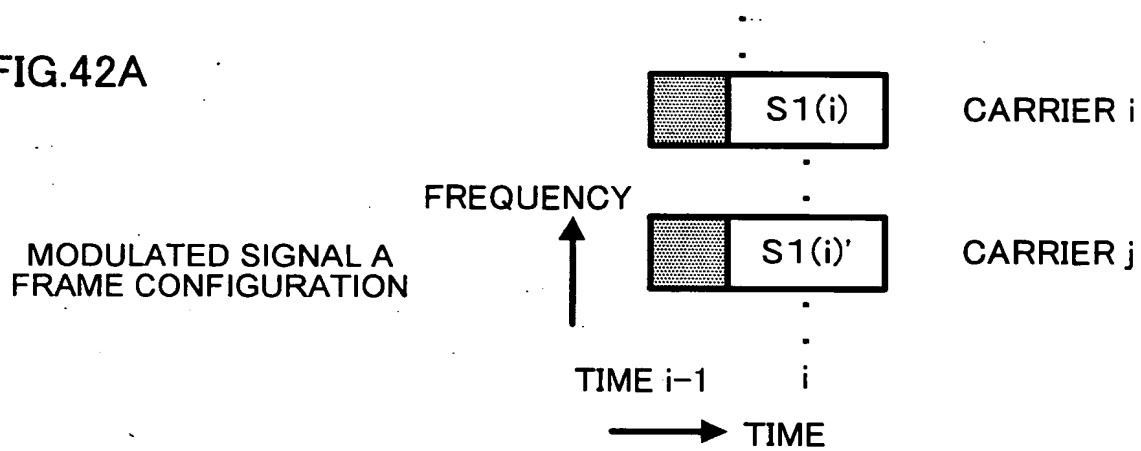 FIG.42A
S1(i) CARRIER i
FREQUENCY
S1(i)' CARRIER j
MODULATED SIGNAL A
FRAME CONFIGURATION
TIME i-1 i
TIME